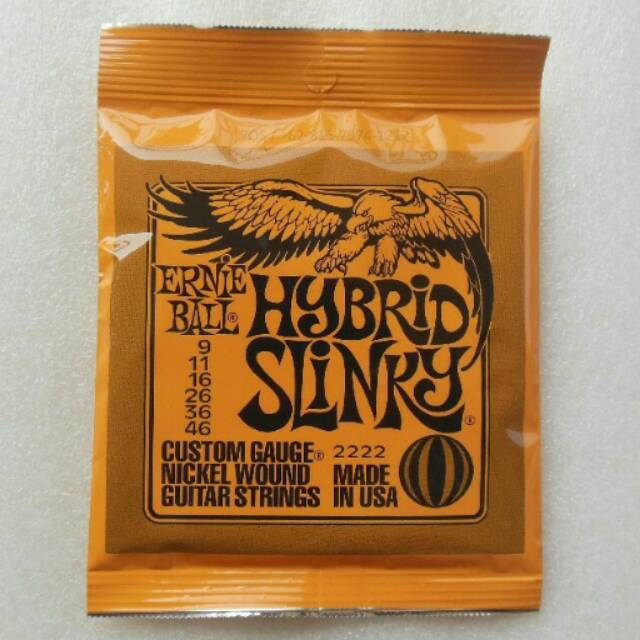 ERNiE
BALL®
HYBRiD
SLiNKY®
9
11
16
26
36
46
CUSTOM GAUGE® 2222
NICKEL WOUND
GUITAR STRINGS
MADE
IN USA